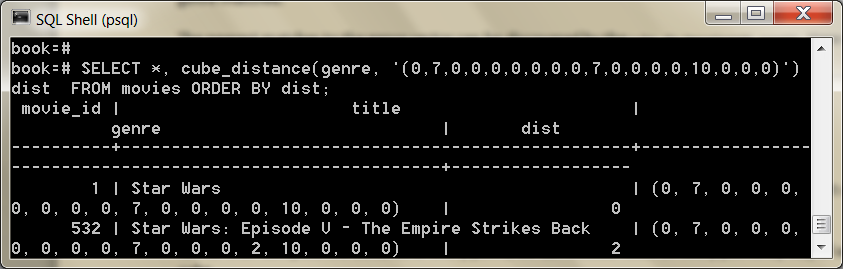 SQL Shell (psql)
book=#
book=# SELECT *, cube_distance(genre, '(0,7,0,0,0,0,0,0,0,7,0,0,0,0,10,0,0,0)')
dist  FROM movies ORDER BY dist;
 movie_id |                             title                             |
          genre                                     |        dist
----------+---------------------------------------------------------------+-----------------
----------------------------------------------------+------------------
        1 | Star Wars                                                     | (0, 7, 0, 0, 0,
0, 0, 0, 0, 7, 0, 0, 0, 0, 10, 0, 0, 0)    |                0
      532 | Star Wars: Episode V - The Empire Strikes Back     | (0, 7, 0, 0, 0,
0, 0, 0, 0, 7, 0, 0, 0, 2, 10, 0, 0, 0)    |                2